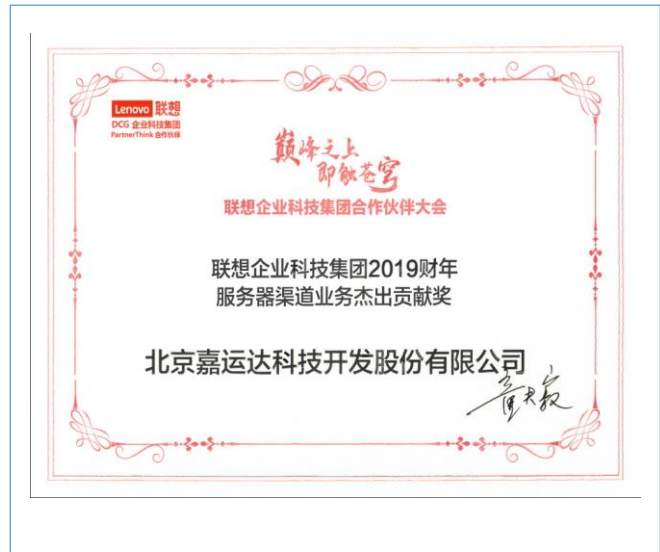 Lenovo 联想
DCG 企业科技集团
PartnerThink 合作伙伴
巅峰之上
即触苍穹
联想企业科技集团合作伙伴大会
联想企业科技集团2019财年
服务器渠道业务杰出贡献奖
北京嘉运达科技开发股份有限公司